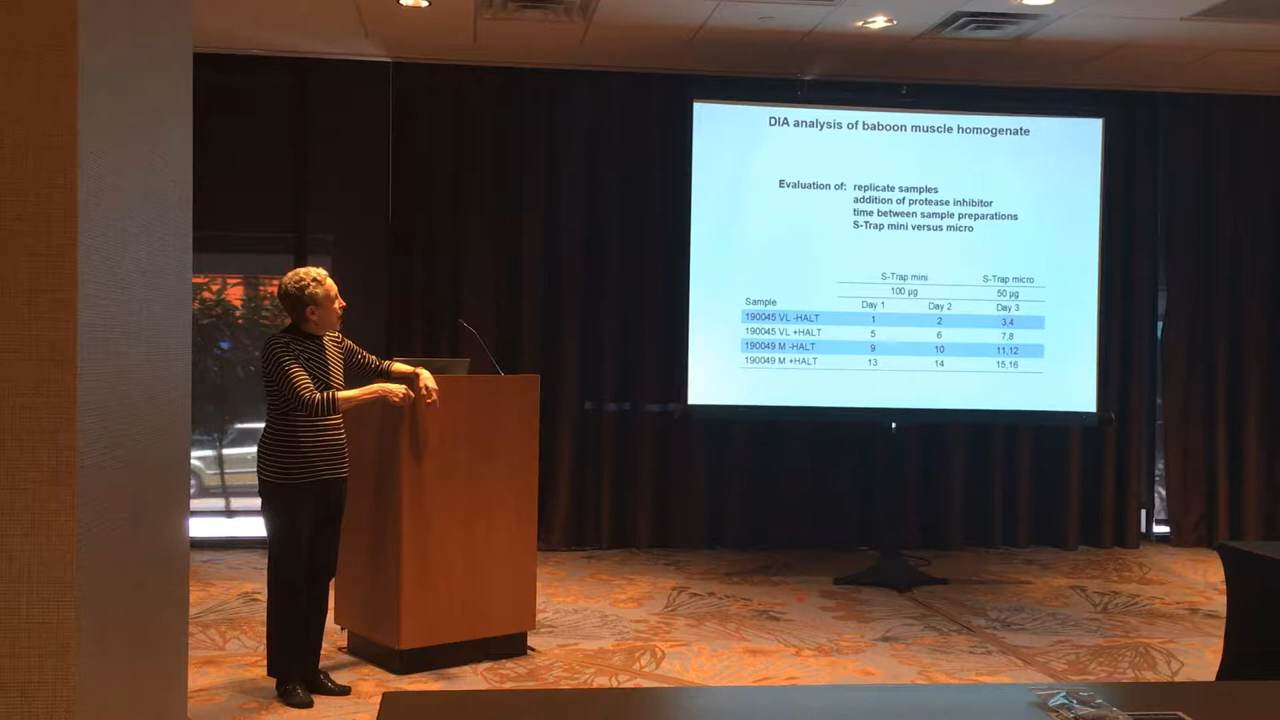 DIA analysis of baboon muscle homogenate
Evaluation of: replicate samples
addition of protease inhibitor
time between sample preparations
S-Trap mini versus micro
S-Trap mini S-Trap micro
100 µg 50 µg
Sample Day 1 Day 2 Day 3
190045 VL -HALT 1 2 3,4
190045 VL +HALT 5 6 7,8
190049 M -HALT 9 10 11,12
190049 M +HALT 13 14 15,16